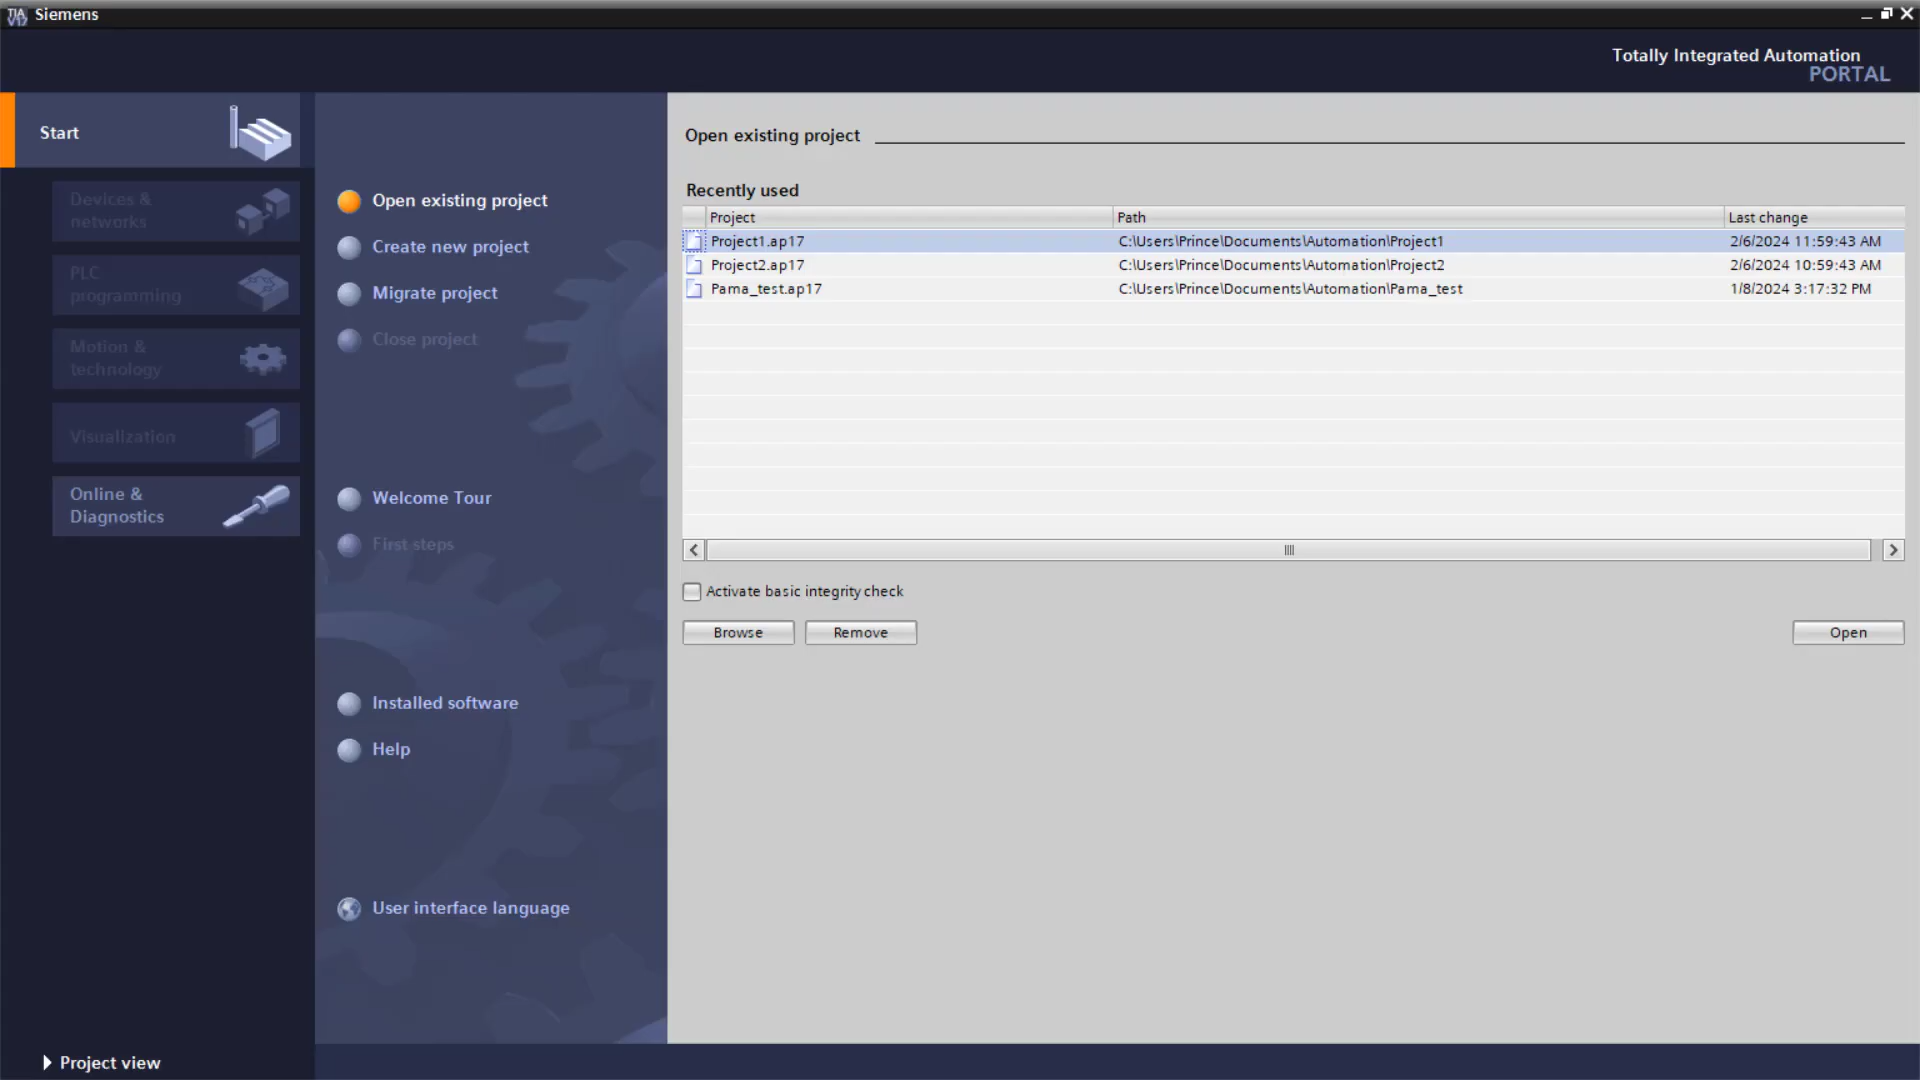 TIA
V17
Siemens
Totally Integrated Automation
PORTAL
Start
Devices &
networks
PLC
programming
Motion &
technology
Visualization
Online &
Diagnostics
Open existing project
Create new project
Migrate project
Close project
Welcome Tour
First steps
Installed software
Help
User interface language
Open existing project
Recently used
Project Path Last change
Project1.ap17 C:\Users\Prince\Documents\Automation\Project1 2/6/2024 11:59:43 AM
Project2.ap17 C:\Users\Prince\Documents\Automation\Project2 2/6/2024 10:59:43 AM
Pama_test.ap17 C:\Users\Prince\Documents\Automation\Pama_test 1/8/2024 3:17:32 PM
Activate basic integrity check
Browse Remove Open
Project view